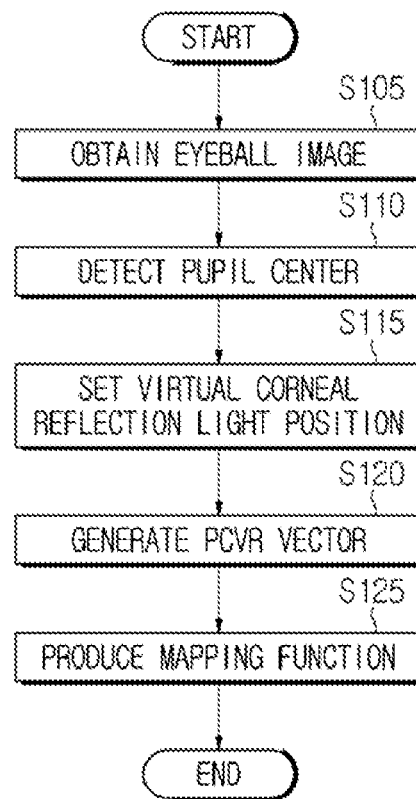 START
S105
OBTAIN EYEBALL IMAGE
S110
DETECT PUPIL CENTER
S115
SET VIRTUAL CORNEAL
REFLECTION LIGHT POSITION
S120
GENERATE PCVR VECTOR
S125
PRODUCE MAPPING FUNCTION
END